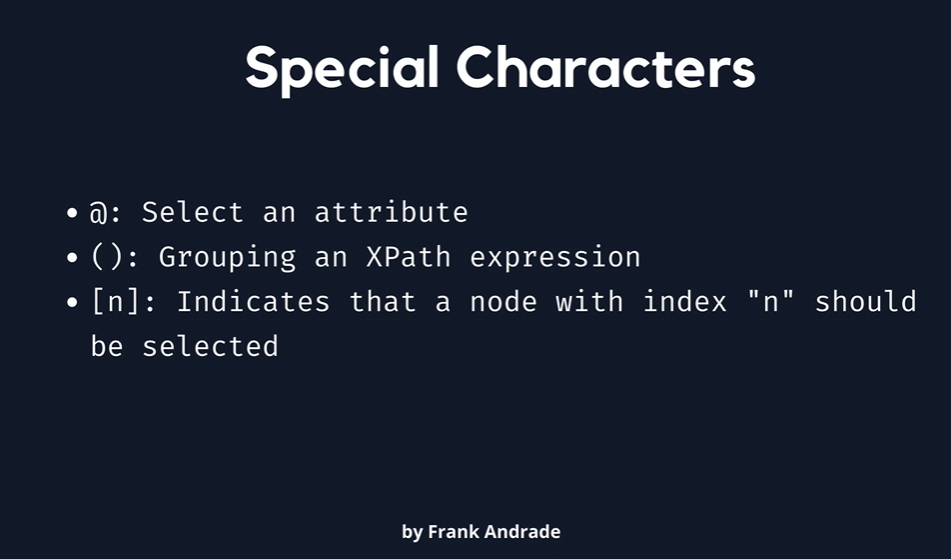 Special Characters
• @: Select an attribute
• (): Grouping an XPath expression
• [n]: Indicates that a node with index "n" should
be selected
by Frank Andrade